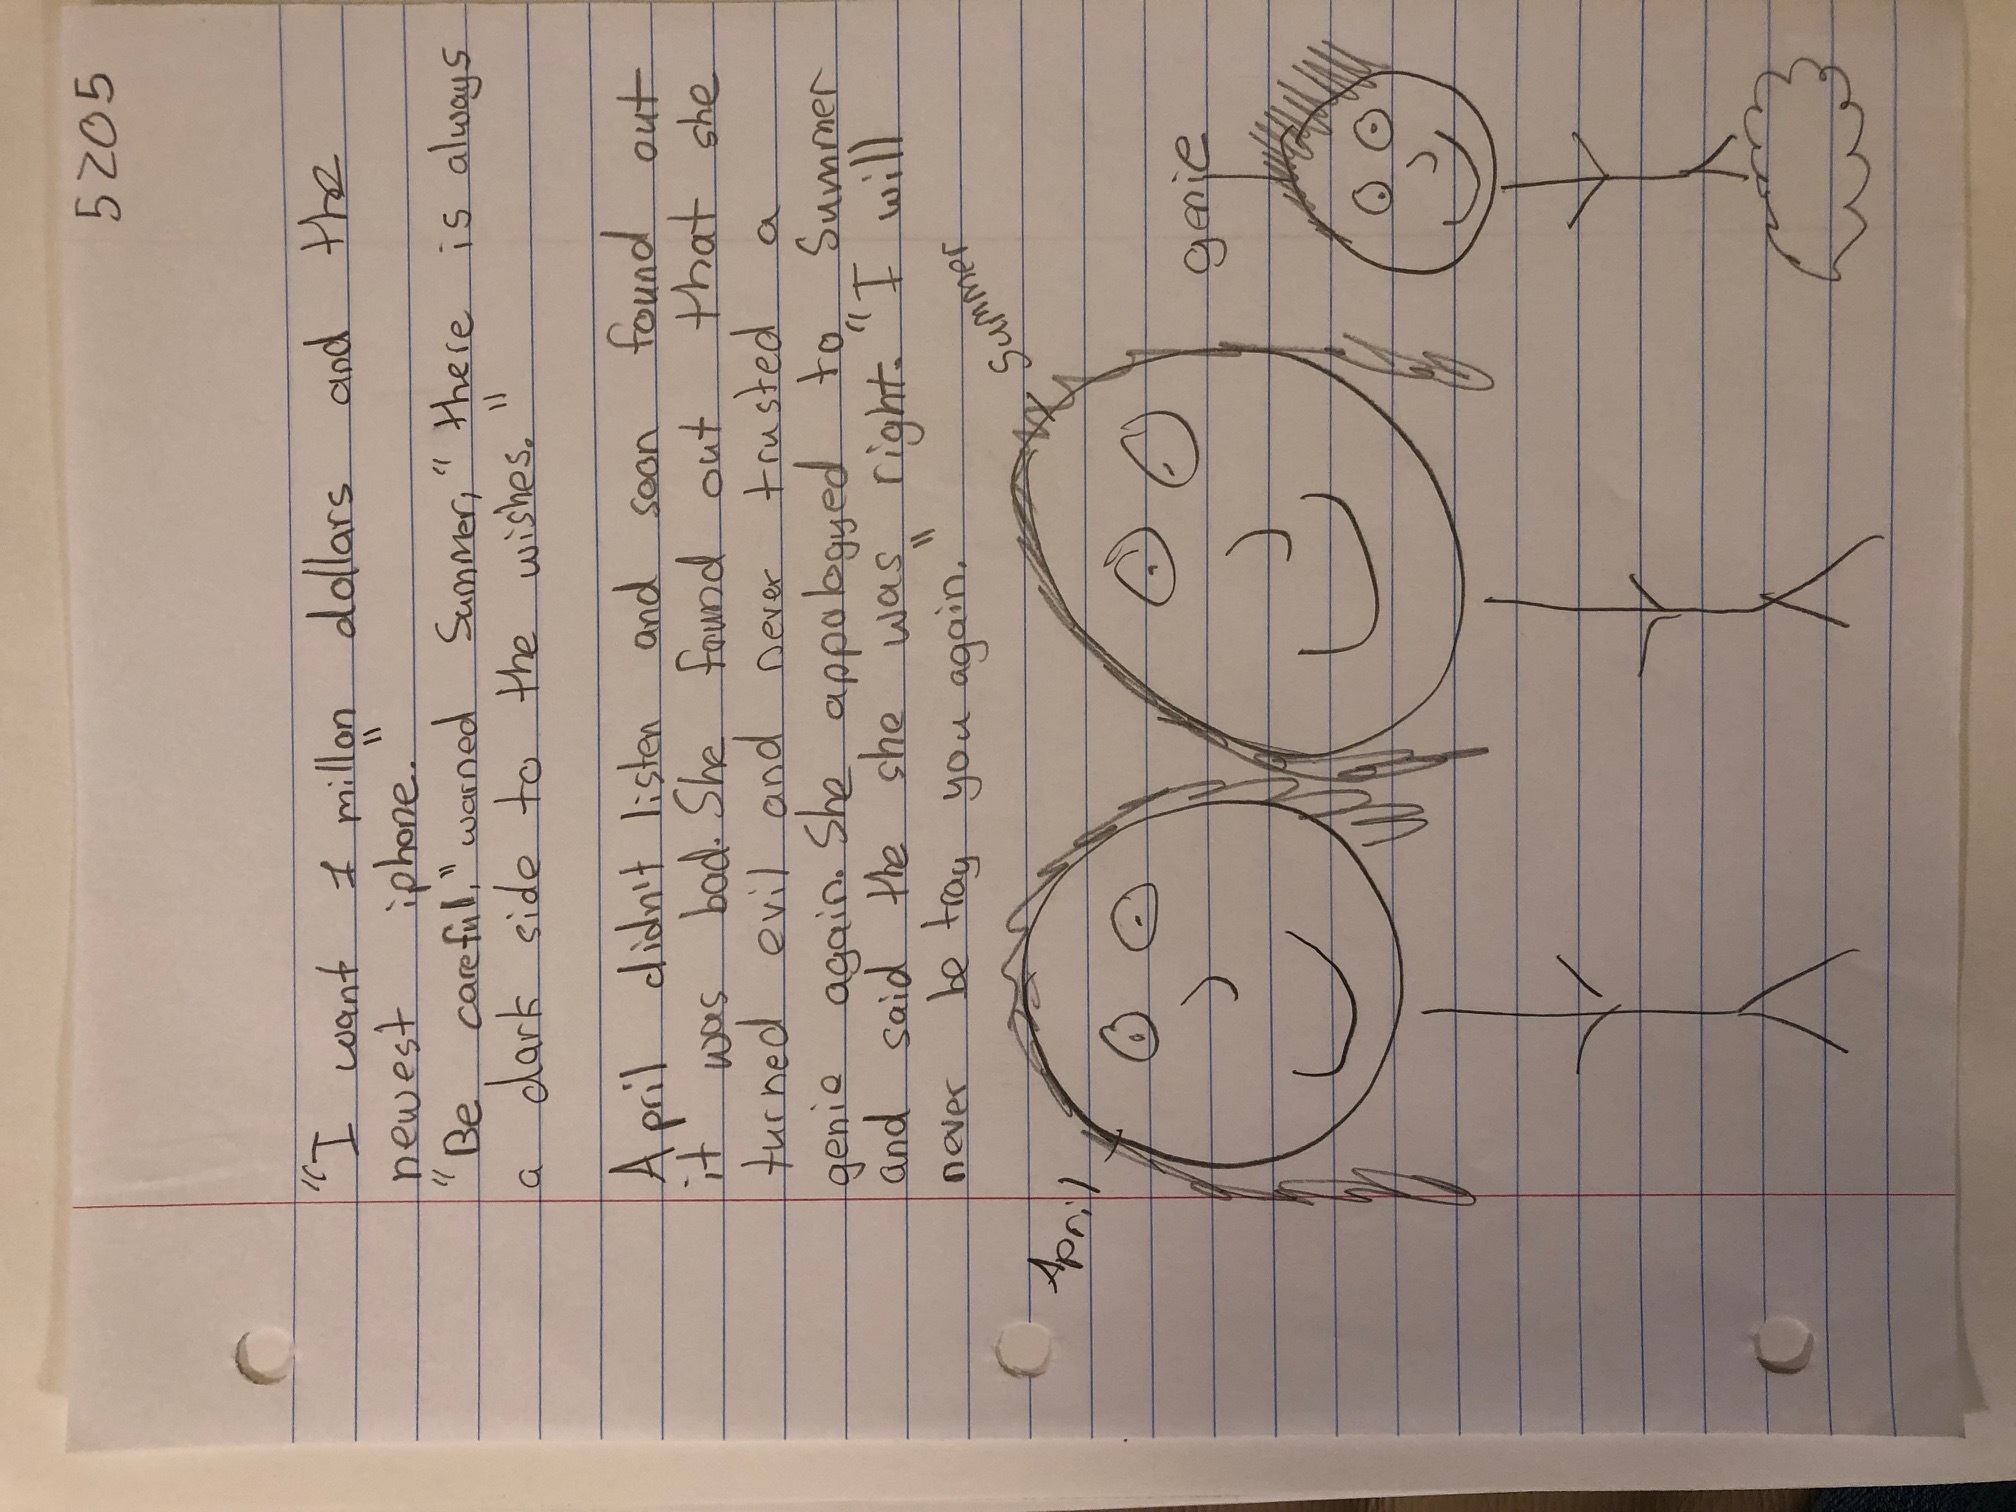 5205
"I want 1 millon dollars and the
newest iphone."
"Be careful," warned Summer, "there is always
a dark side to the wishes."
April didn't listen and soon found out
it was bad. She found out that she
turned evil and never trusted a
genie again. She appologyed to Summer
and said the she was right. "I will
never be tray you again."
Summer
April
genie